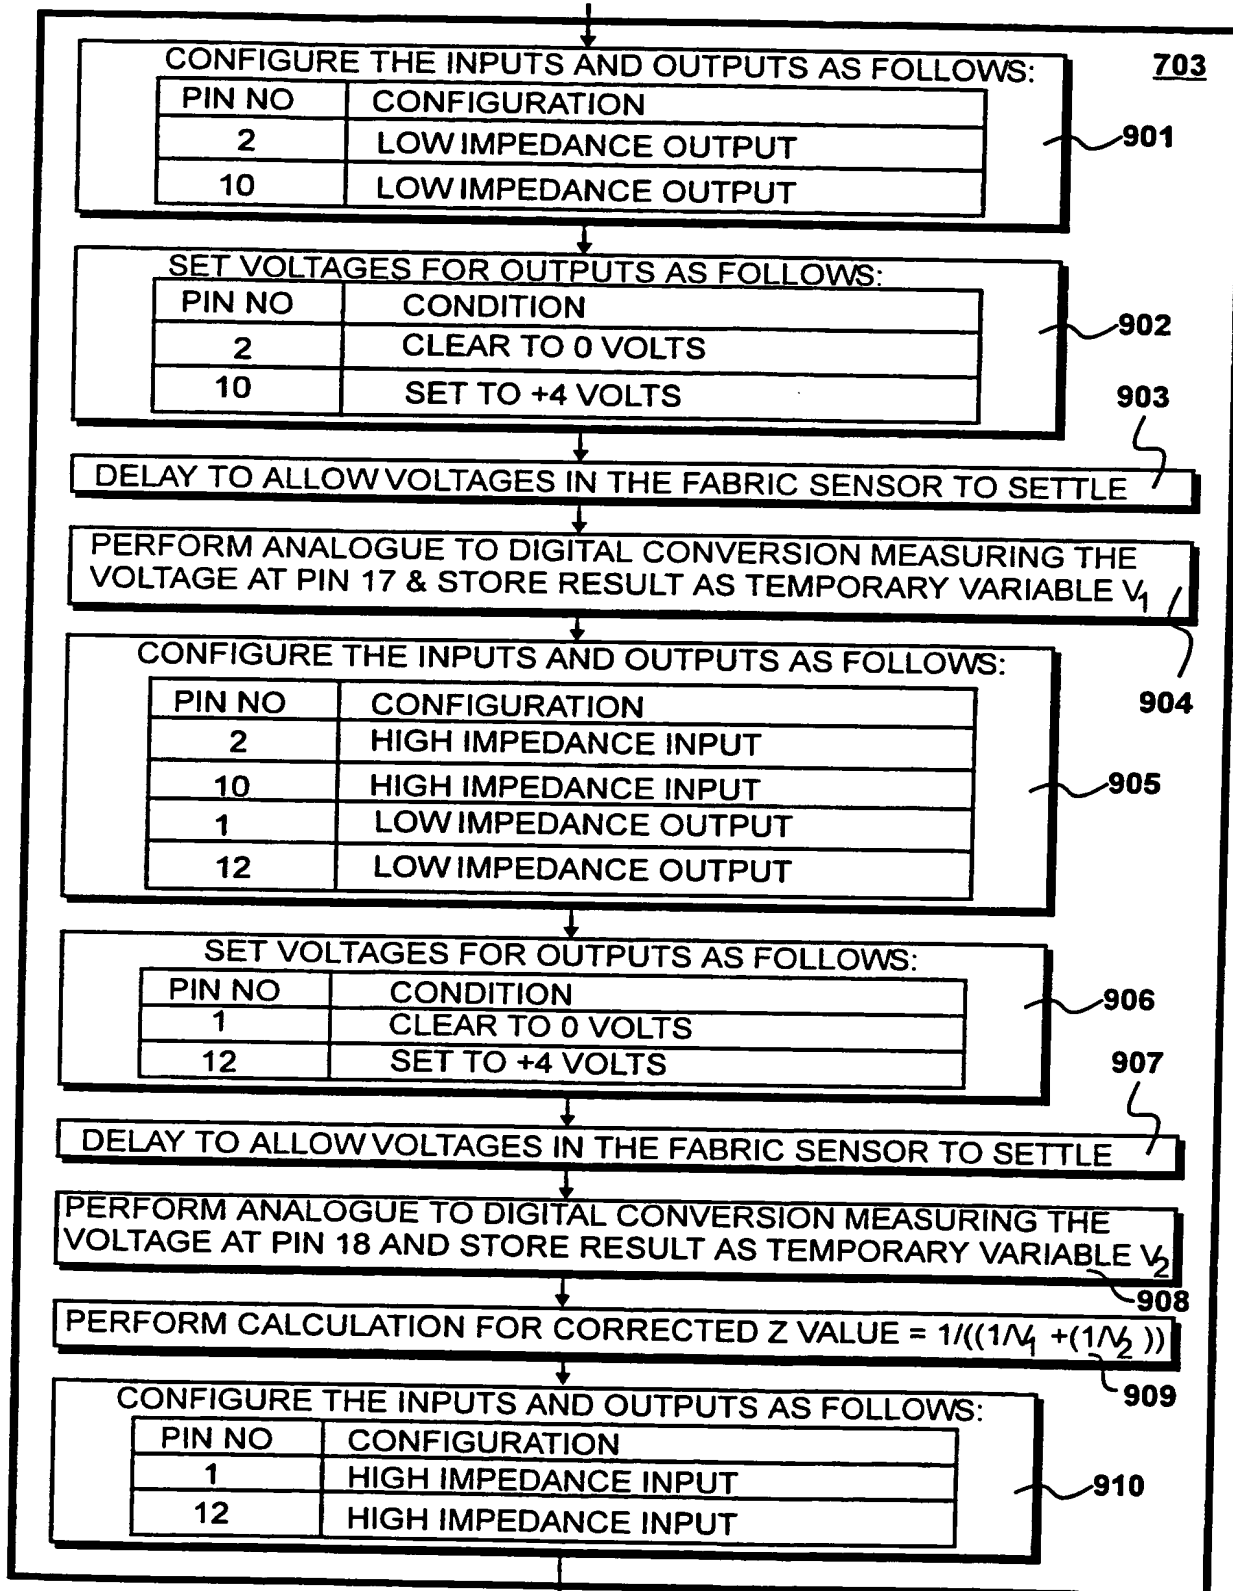 703
CONFIGURE THE INPUTS AND OUTPUTS AS FOLLOWS:
PIN NO CONFIGURATION
2 LOW IMPEDANCE OUTPUT
10 LOW IMPEDANCE OUTPUT
901
SET VOLTAGES FOR OUTPUTS AS FOLLOWS:
PIN NO CONDITION
2 CLEAR TO 0 VOLTS
10 SET TO +4 VOLTS
902
903
DELAY TO ALLOW VOLTAGES IN THE FABRIC SENSOR TO SETTLE
PERFORM ANALOGUE TO DIGITAL CONVERSION MEASURING THE
VOLTAGE AT PIN 17 & STORE RESULT AS TEMPORARY VARIABLE V1
904
CONFIGURE THE INPUTS AND OUTPUTS AS FOLLOWS:
PIN NO CONFIGURATION
2 HIGH IMPEDANCE INPUT
10 HIGH IMPEDANCE INPUT
1 LOW IMPEDANCE OUTPUT
12 LOW IMPEDANCE OUTPUT
905
SET VOLTAGES FOR OUTPUTS AS FOLLOWS:
PIN NO CONDITION
1 CLEAR TO 0 VOLTS
12 SET TO +4 VOLTS
906
907
DELAY TO ALLOW VOLTAGES IN THE FABRIC SENSOR TO SETTLE
PERFORM ANALOGUE TO DIGITAL CONVERSION MEASURING THE
VOLTAGE AT PIN 18 AND STORE RESULT AS TEMPORARY VARIABLE V2
908
PERFORM CALCULATION FOR CORRECTED Z VALUE = 1/((1/V1 +(1/V2 ))
909
CONFIGURE THE INPUTS AND OUTPUTS AS FOLLOWS:
PIN NO CONFIGURATION
1 HIGH IMPEDANCE INPUT
12 HIGH IMPEDANCE INPUT
910